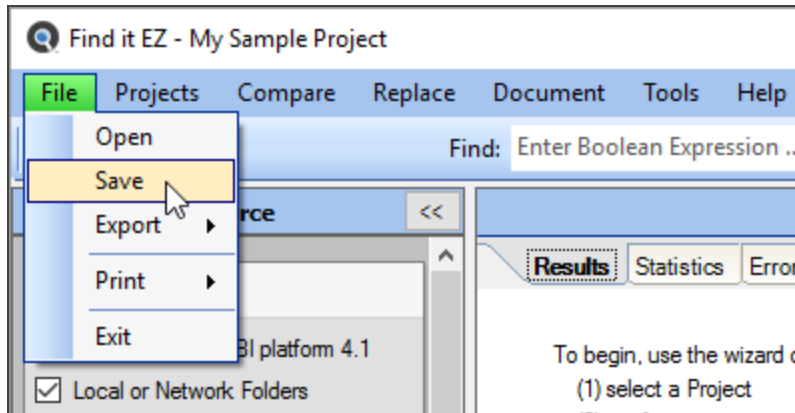 Find it EZ - My Sample Project
File Projects Compare Replace Document Tools Help
Open Find: Enter Boolean Expression ..
Save
Export rce <<
Results Statistics
Print
Exit BI platform 4.1
To begin, use the wizard
Local or Network Folders (1) select a Project